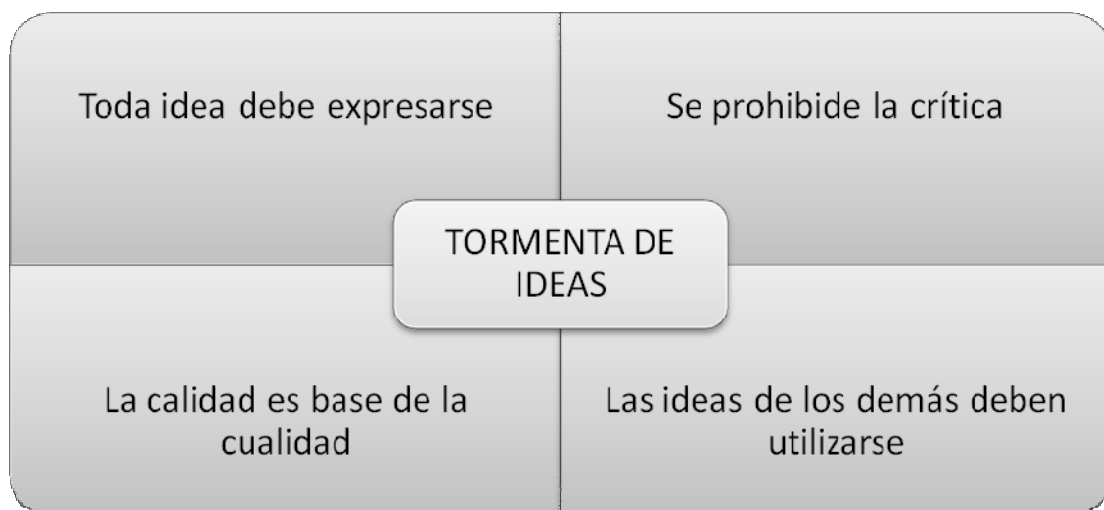 Toda idea debe expresarse
Se prohibide la crítica
TORMENTA DE
IDEAS
La calidad es base de la
cualidad
Las ideas de los demás deben
utilizarse